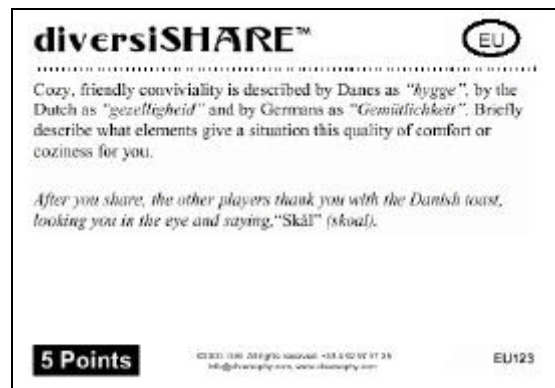 diversiSHARE™
EU
Cozy, friendly conviviality is described by Danes as "hygge", by the
Dutch as "gezelligheid" and by Germans as "Gemütlichkeit". Briefly
describe what elements give a situation this quality of comfort or
coziness for you.
After you share, the other players thank you with the Danish toast,
looking you in the eye and saying,"Skål" (skoal).
5 Points
EU123